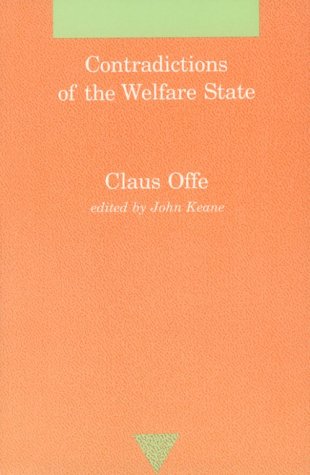 Contradictions
of the Welfare State
Claus Offe
edited by John Keane